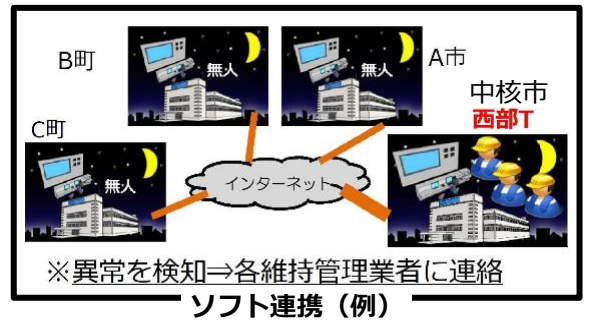 B町
無人
無人
A市
中核市
西部T
C町
無人
インターネット
※異常を検知⇒各維持管理業者に連絡
ソフト連携（例）